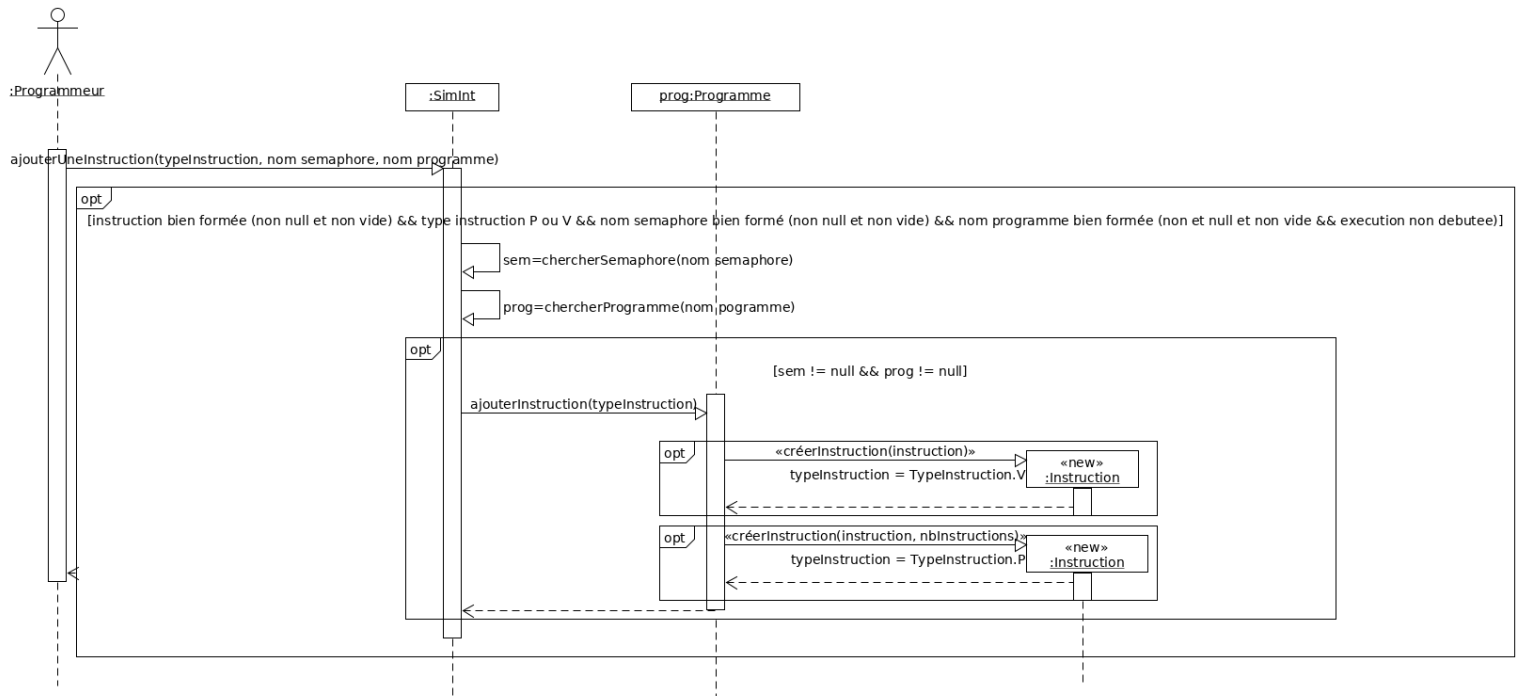 :Programmeur
:SimInt
prog:Programme
ajouterUneInstruction(typeInstruction, nom semaphore, nom programme)
opt
[instruction bien formée (non null et non vide) && type instruction P ou V && nom semaphore bien formé (non null et non vide) && nom programme bien formée (non et null et non vide && execution non debutee)]
sem=chercherSemaphore(nom semaphore)
prog=chercherProgramme(nom pogramme)
opt
[sem != null && prog != null]
ajouterInstruction(typeInstruction)
opt
«créerInstruction(instruction)»
typeInstruction = TypeInstruction.V
«new»
:Instruction
opt
«créerInstruction(instruction, nbInstructions)»
typeInstruction = TypeInstruction.P
«new»
:Instruction